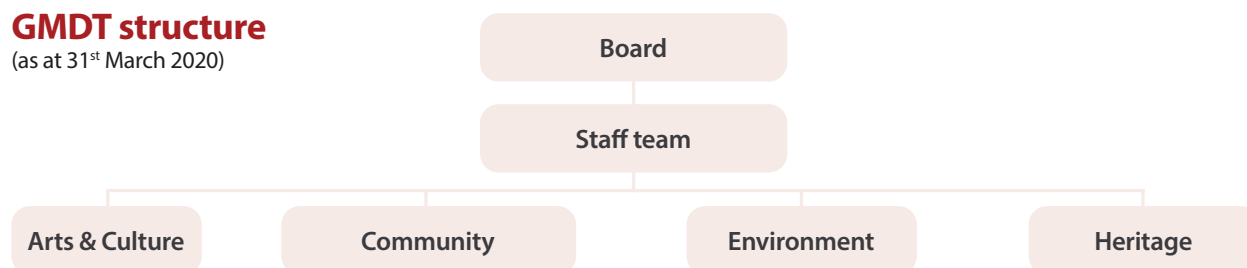 GMDT structure
(as at 31st March 2020)
Board
Staff team
Arts & Culture
Community
Environment
Heritage